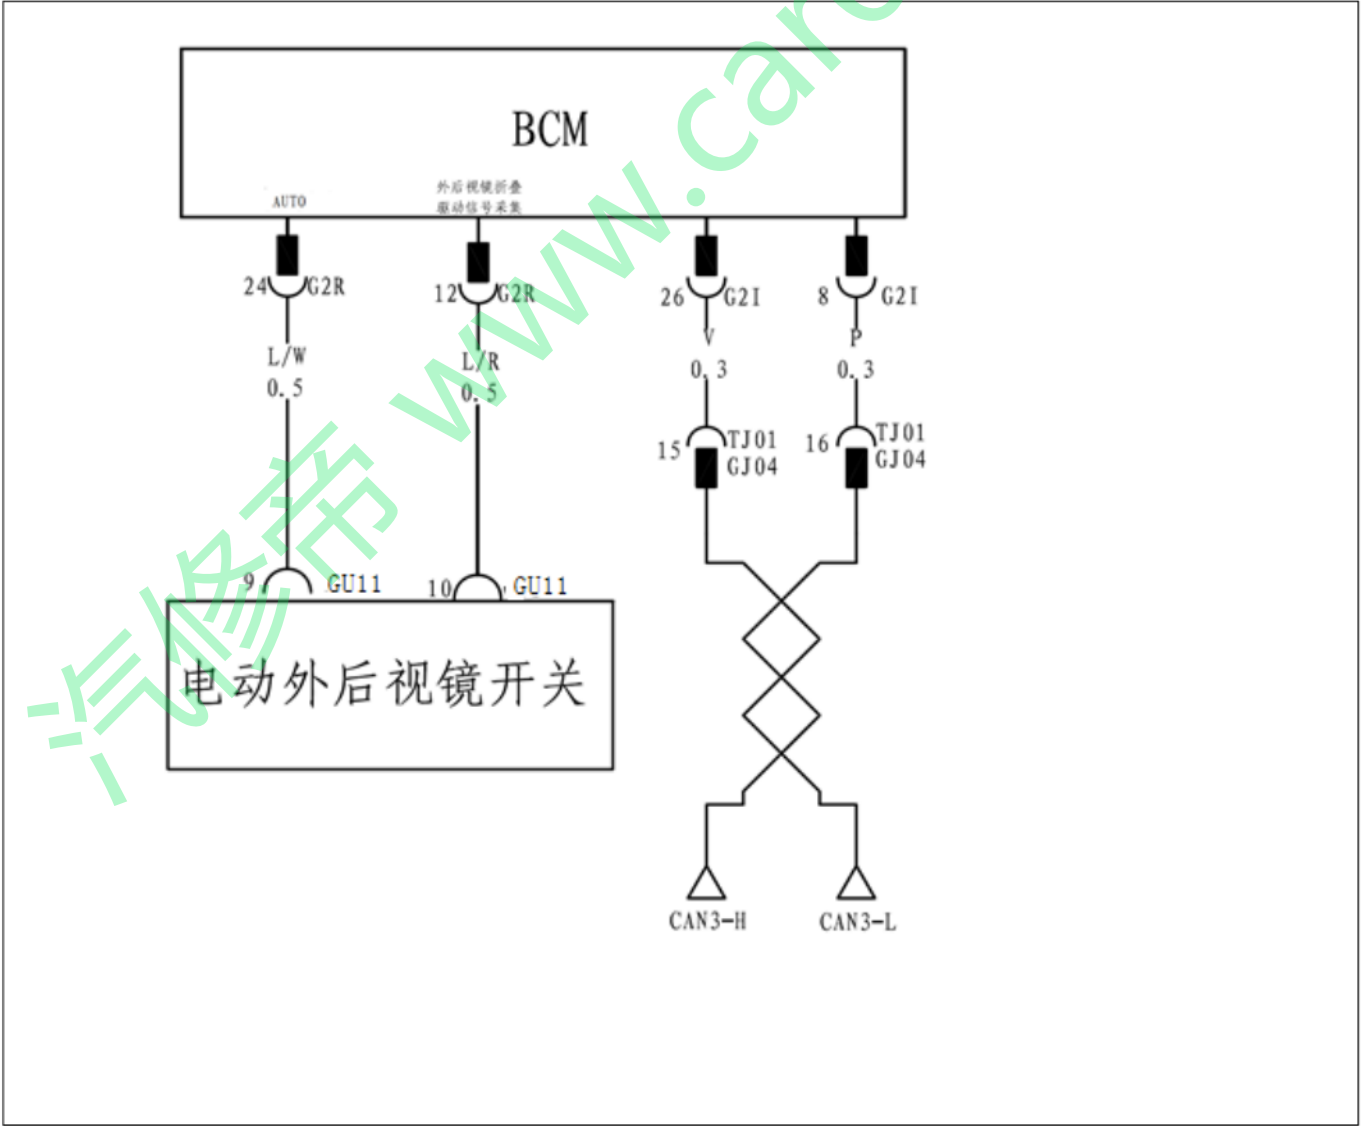 BCM
AUTO
外后视镜折叠
驱动信号采集
24 G2R
12 G2R
26 G2I
8 G2I
L/W
0.5
L/R
0.5
V
0.3
P
0.3
15 TJ01
GJ04
16 TJ01
GJ04
9 GU11
10 GU11
电动外后视镜开关
CAN3-H
CAN3-L
汽修帝 www.carc